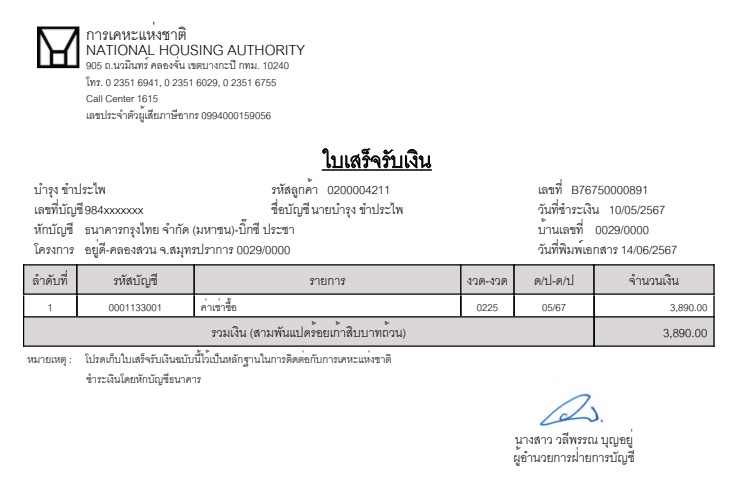 การเคหะแห่งชาติ
NATIONAL HOUSING AUTHORITY
905 ถ.นวมินทร์ คลองจั่น เขตบางกะปิ กทม. 10240
โทร. 0 2351 6941, 0 2351 6029, 0 2351 6755
Call Center 1615
เลขประจำตัวผู้เสียภาษีอากร 0994000159056
ใบเสร็จรับเงิน
บำรุง ขำประไพ รหัสลูกค้า 0200004211 เลขที่ B76750000891
เลขที่บัญชี 984xxxxxxx ชื่อบัญชี นายบำรุง ขำประไพ วันที่ชำระเงิน 10/05/2567
หักบัญชี ธนาคารกรุงไทย จำกัด (มหาชน)-บิ๊กซี ประชา บ้านเลขที่ 0029/0000
โครงการ อยู่ดี-คลองสวน จ.สมุทรปราการ 0029/0000 วันที่พิมพ์เอกสาร 14/06/2567
ลำดับที่ รหัสบัญชี รายการ งวด-งวด ด/ป-ด/ป จำนวนเงิน
1 0001133001 ค่าเช่าซื้อ 0225 05/67 3,890.00
รวมเงิน (สามพันแปดร้อยเก้าสิบบาทถ้วน) 3,890.00
หมายเหตุ : โปรดเก็บใบเสร็จรับเงินฉบับนี้ไว้เป็นหลักฐานในการติดต่อกับการเคหะแห่งชาติ
ชำระเงินโดยหักบัญชีธนาคาร
นางสาว วลีพรรณ บุญอยู่
ผู้อำนวยการฝ่ายการบัญชี